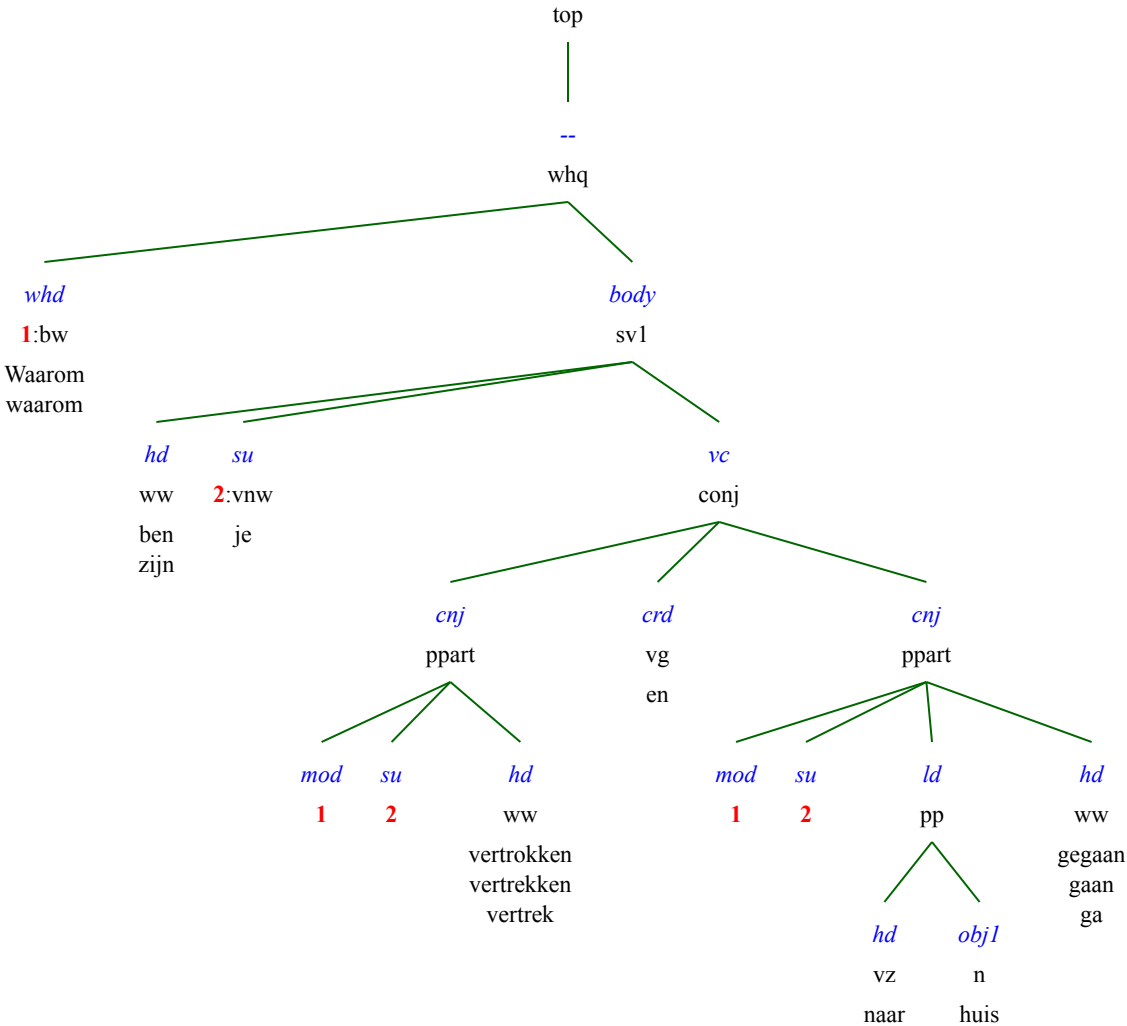 top
--
whq
whd body
1:bw sv1
Waarom
waarom
hd su vc
ww 2:vnw conj
ben je
zijn
cnj crd cnj
ppart vg ppart
en
mod su hd mod su ld hd
1 2 ww 1 2 pp ww
vertrokken gegaan
vertrekken gaan
vertrek ga
hd obj1
vz n
naar huis